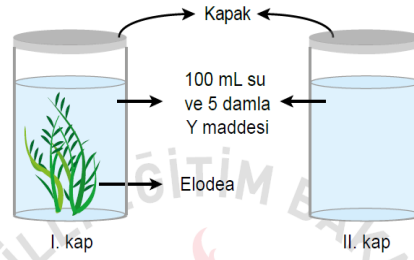 Kapak
100 mL su
ve 5 damla
Y maddesi
Elodea
I. kap
II. kap